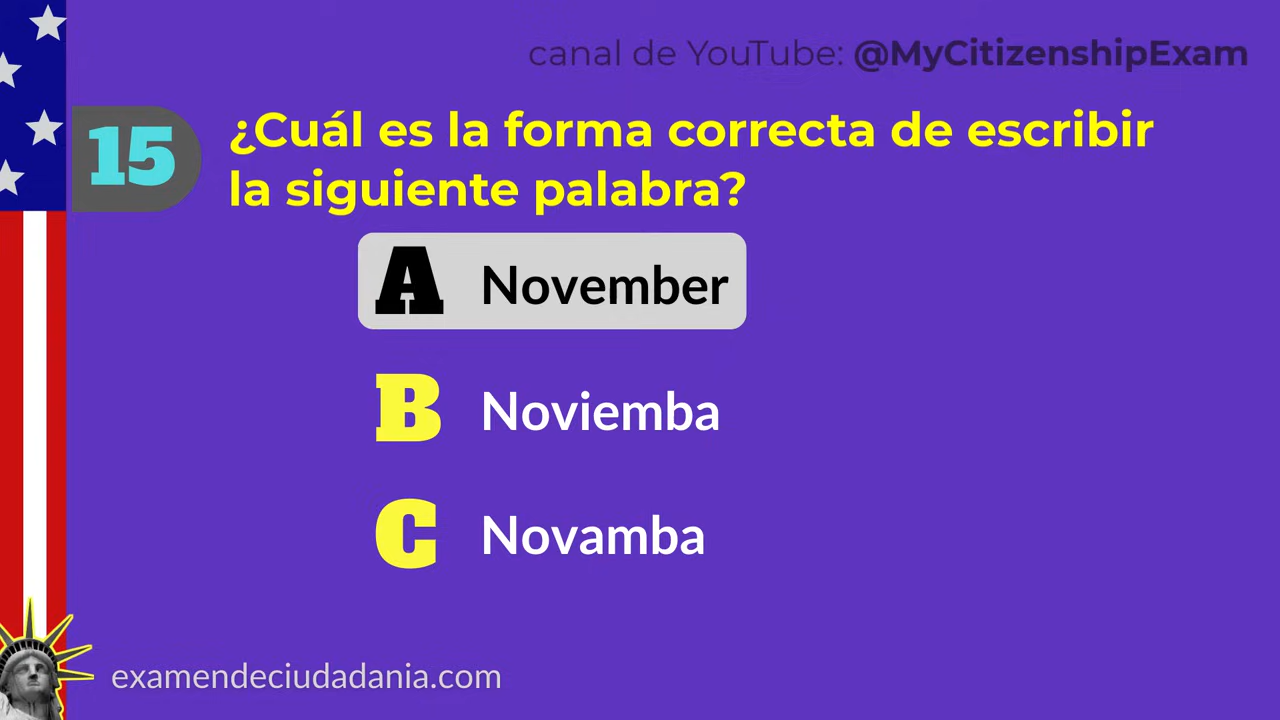 canal de YouTube: @MyCitizenshipExam
15
¿Cuál es la forma correcta de escribir
la siguiente palabra?
A November
B Noviemba
C Novamba
examendeciudadania.com